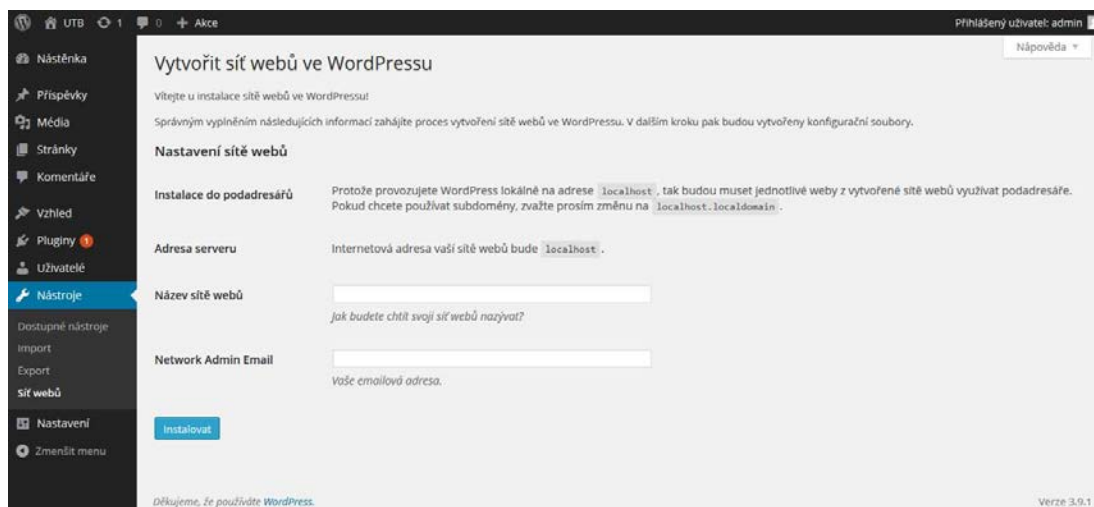 UTB 1 0 + Akce Přihlášený uživatel: admin
Nápověda
Nástěnka
Příspěvky
Média
Stránky
Komentáře
Vzhled
Pluginy 1
Uživatelé
Nástroje
Dostupné nástroje
Import
Export
Síť webů
Nastavení
Zmenšit menu
Vytvořit síť webů ve WordPressu
Vítejte u instalace sítě webů ve WordPressu!
Správným vyplněním následujících informací zahájíte proces vytvoření sítě webů ve WordPressu. V dalším kroku pak budou vytvořeny konfigurační soubory.
Nastavení sítě webů
Instalace do podadresářů
Protože provozujete WordPress lokálně na adrese localhost, tak budou muset jednotlivé weby z vytvořené sítě webů využívat podadresáře.
Pokud chcete používat subdomény, zvažte prosím změnu na localhost.localdomain.
Adresa serveru
Internetová adresa vaší sítě webů bude localhost.
Název sítě webů
Jak budete chtít svoji síť webů nazývat?
Network Admin Email
Vaše emailová adresa.
Instalovat
Děkujeme, že používáte WordPress.
Verze 3.9.1